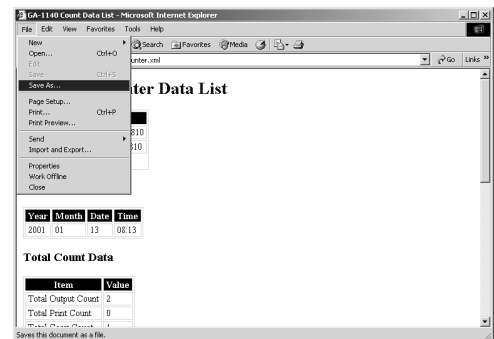 GA-1140 Count Data List - Microsoft Internet Explorer
File Edit View Favorites Tools Help
Search Favorites Media
unter.xml Go Links »
New
Open... Ctrl+O
Edit
Save Ctrl+S
Save As...
Page Setup...
Print... Ctrl+P
Print Preview...
Send
Import and Export...
Properties
Work Offline
Close
ter Data List
810
810
Year Month Date Time
2001 01 13 08:13
Total Count Data
Item Value
Total Output Count 2
Total Print Count 0
Saves this document as a file.